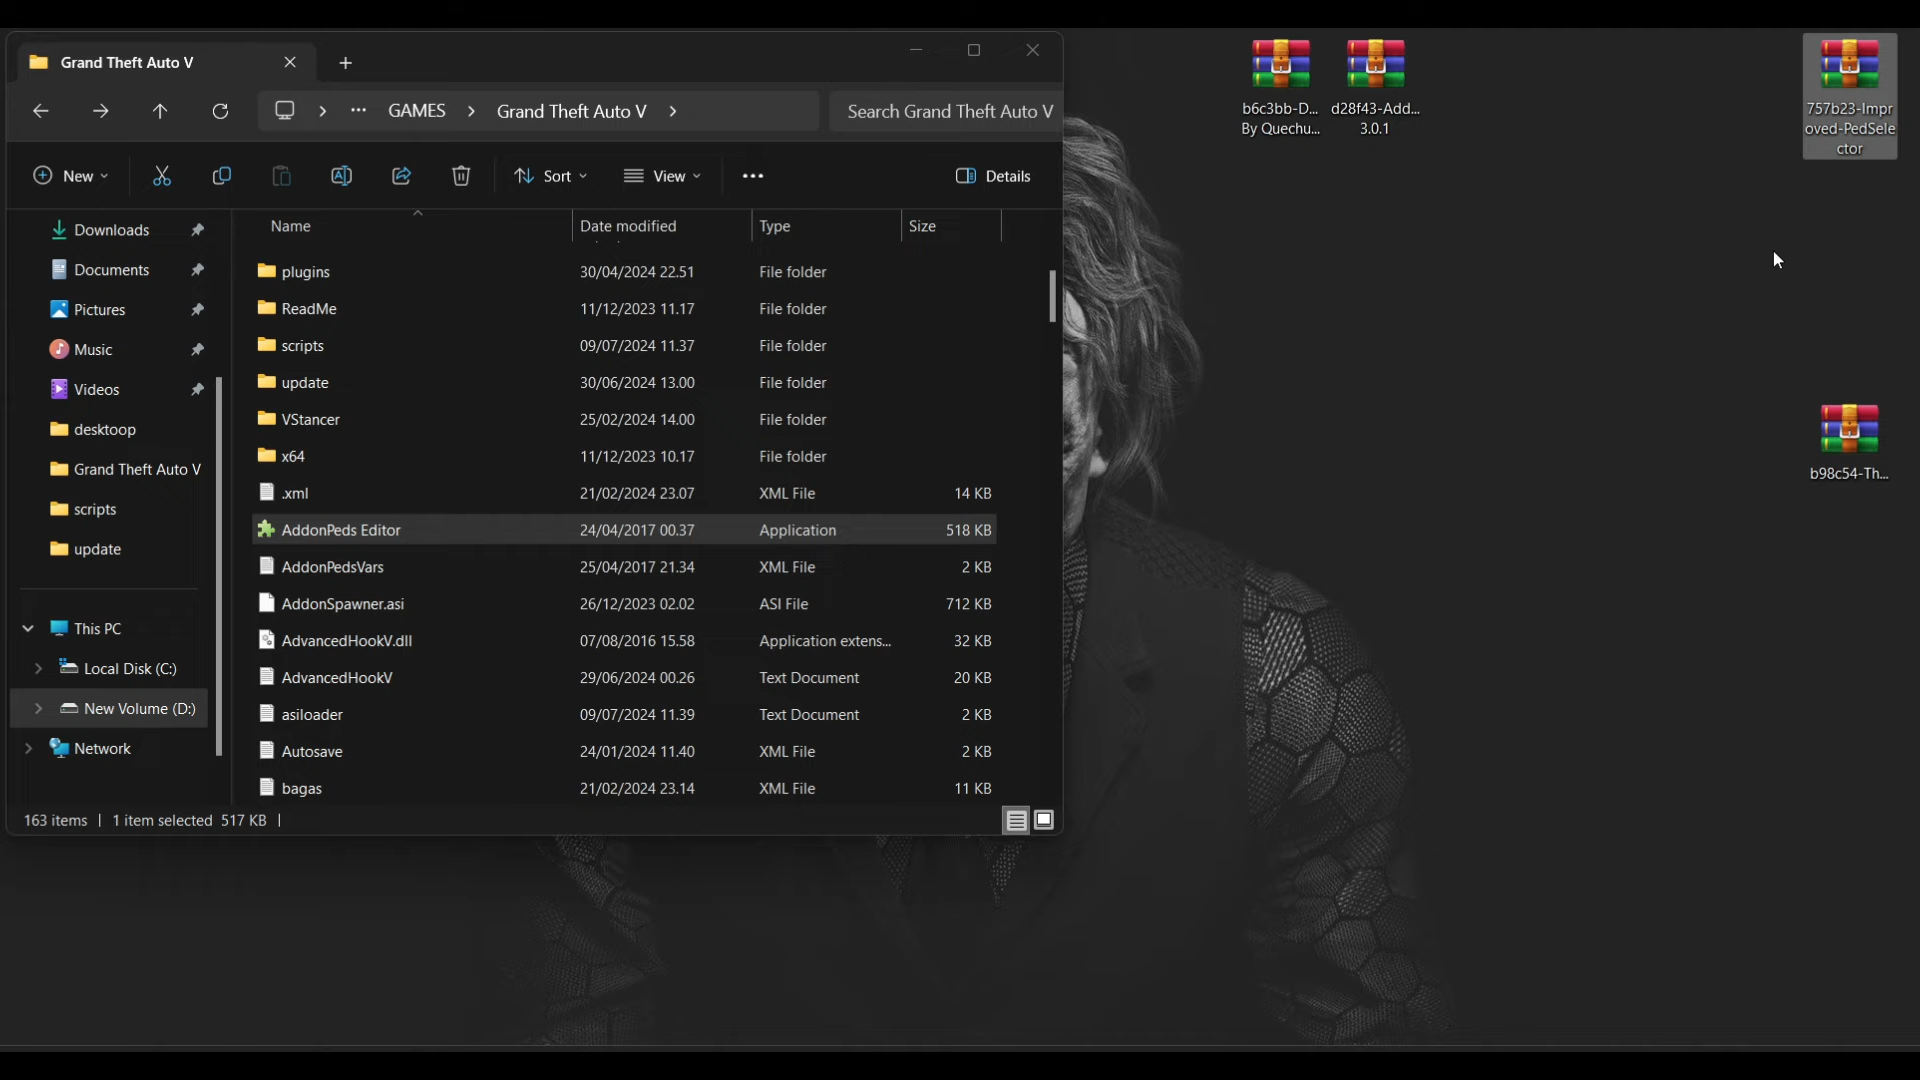 Grand Theft Auto V
GAMES
Grand Theft Auto V
Search Grand Theft Auto V
New
Sort
View
Details
Name
Date modified
Type
Size
Downloads
Documents
Pictures
Music
Videos
desktoop
Grand Theft Auto V
scripts
update
This PC
Local Disk (C:)
New Volume (D:)
Network
plugins 30/04/2024 22.51 File folder
ReadMe 11/12/2023 11.17 File folder
scripts 09/07/2024 11.37 File folder
update 30/06/2024 13.00 File folder
VStancer 25/02/2024 14.00 File folder
x64 11/12/2023 10.17 File folder
.xml 21/02/2024 23.07 XML File 14 KB
AddonPeds Editor 24/04/2017 00.37 Application 518 KB
AddonPedsVars 25/04/2017 21.34 XML File 2 KB
AddonSpawner.asi 26/12/2023 02.02 ASI File 712 KB
AdvancedHookV.dll 07/08/2016 15.58 Application extens... 32 KB
AdvancedHookV 29/06/2024 00.26 Text Document 20 KB
asiloader 09/07/2024 11.39 Text Document 2 KB
Autosave 24/01/2024 11.40 XML File 2 KB
bagas 21/02/2024 23.14 XML File 11 KB
163 items
1 item selected 517 KB
b6c3bb-D...
By Quechu...
d28f43-Add...
3.0.1
757b23-Impr
oved-PedSele
ctor
b98c54-Th...